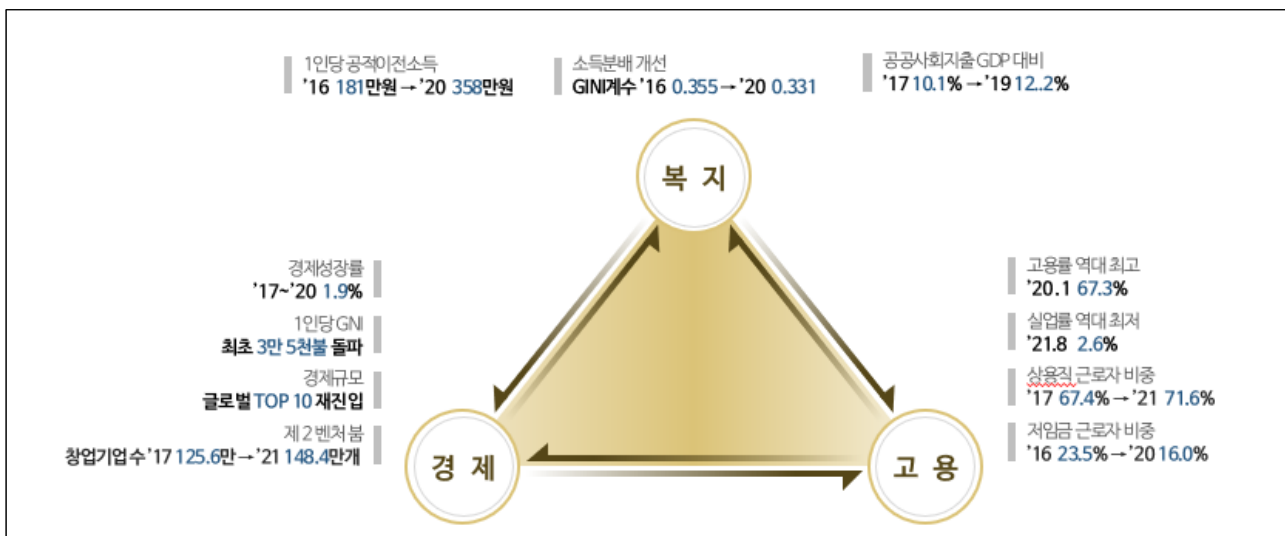 1인당 공적이전소득
’16 181만원→’20 358만원
소득분배 개선
GINI계수 ’16 0.355→’20 0.331
공공사회지출 GDP 대비
’17 10.1% →’19 12..2%
복 지
경제성장률
’17~’20 1.9%
1인당 GNI
최초 3만 5천불 돌파
경제규모
글로벌 TOP 10 재진입
제 2 벤처 붐
창업기업 수 ’17 125.6만→’21 148.4만개
고용률 역대 최고
’20.1 67.3%
실업률 역대 최저
’21.8 2.6%
상용직 근로자 비중
’17 67.4%→’21 71.6%
저임금 근로자 비중
’16 23.5%→’20 16.0%
경 제
고 용